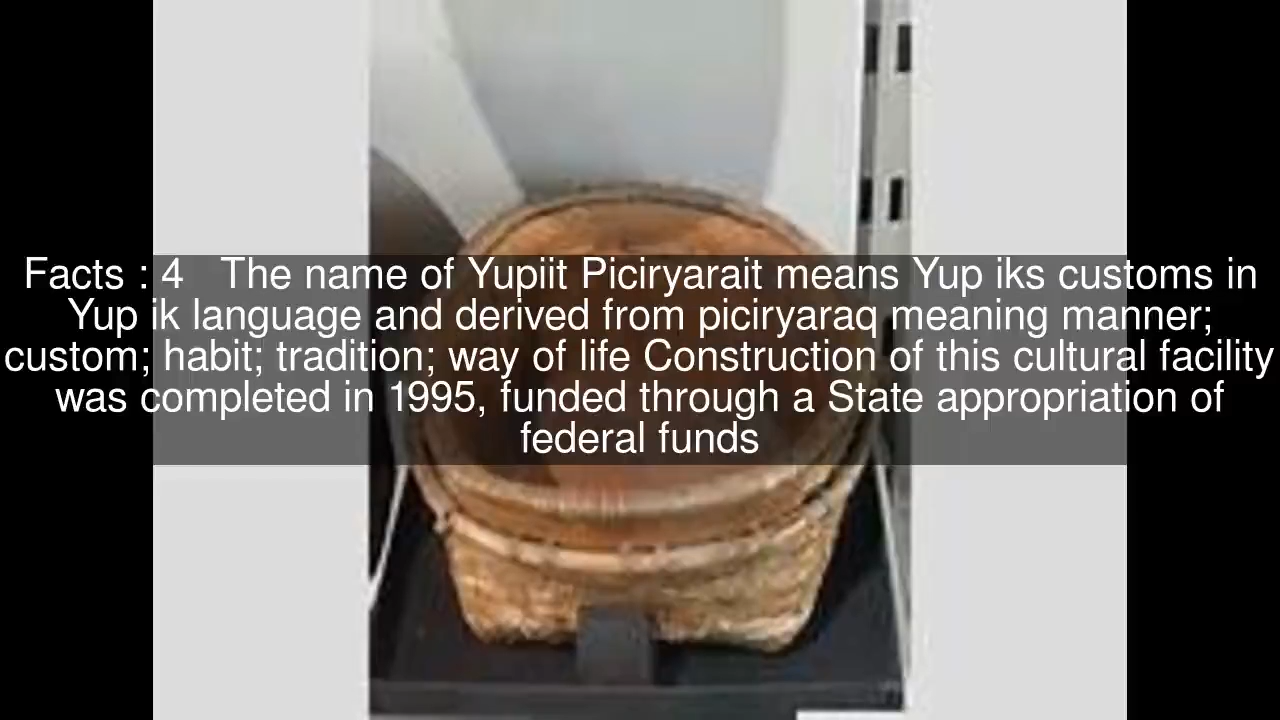 Facts : 4 The name of Yupiit Piciryarait means Yup iks customs in
Yup ik language and derived from piciryaraq meaning manner;
custom; habit; tradition; way of life Construction of this cultural facility
was completed in 1995, funded through a State appropriation of
federal funds